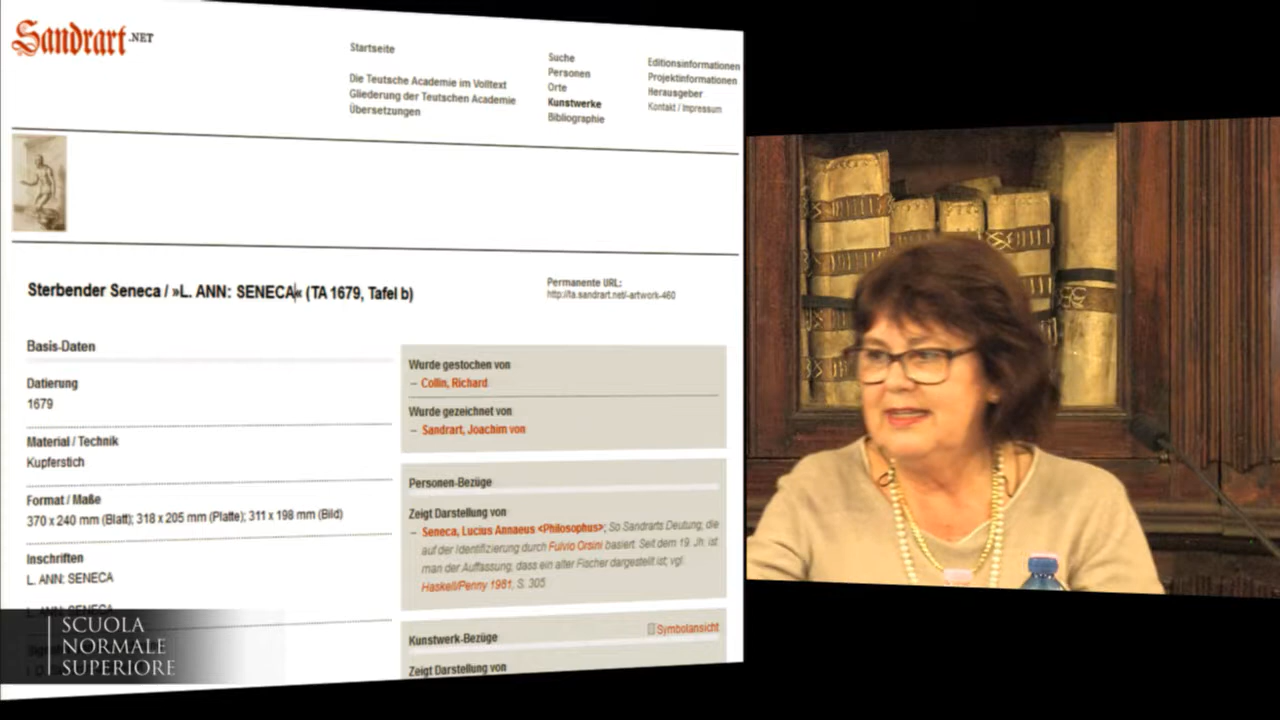 Sandrart.NET
Startseite
Die Teutsche Academie im Volltext
Gliederung der Teutschen Academie
Übersetzungen
Suche
Personen
Orte
Kunstwerke
Bibliographie
Editionsinformationen
Projektinformationen
Herausgeber
Kontakt / Impressum
Sterbender Seneca / »L. ANN: SENECA« (TA 1679, Tafel b)
Permanente URL:
http://ta.sandrart.net/-artwork-460
Basis-Daten
Datierung
1679
Material / Technik
Kupferstich
Format / Maße
370 x 240 mm (Blatt); 318 x 205 mm (Platte); 311 x 198 mm (Bild)
Inschriften
L. ANN: SENECA
L. ANN: SENECA
Wurde gestochen von
– Collin, Richard
Wurde gezeichnet von
– Sandrart, Joachim von
Personen-Bezüge
Zeigt Darstellung von
– Seneca, Lucius Annaeus <Philosophus>; So Sandrarts Deutung, die
auf der Identifizierung durch Fulvio Orsini basiert. Seit dem 19. Jh. ist
man der Auffassung, dass ein alter Fischer dargestellt ist; vgl.
Haskell/Penny 1981, S. 305
Kunstwerk-Bezüge
Symbolansicht
Zeigt Darstellung von
SCUOLA
NORMALE
SUPERIORE